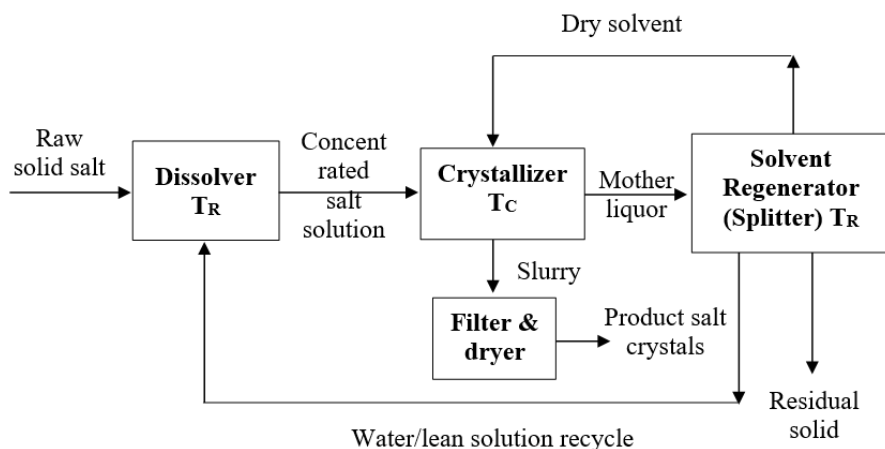 Dry solvent
Raw
solid salt
Dissolver
TR
Concent
rated
salt
solution
Crystallizer
TC
Mother
liquor
Solvent
Regenerator
(Splitter) TR
Slurry
Filter &
dryer
Product salt
crystals
Residual
solid
Water/lean solution recycle